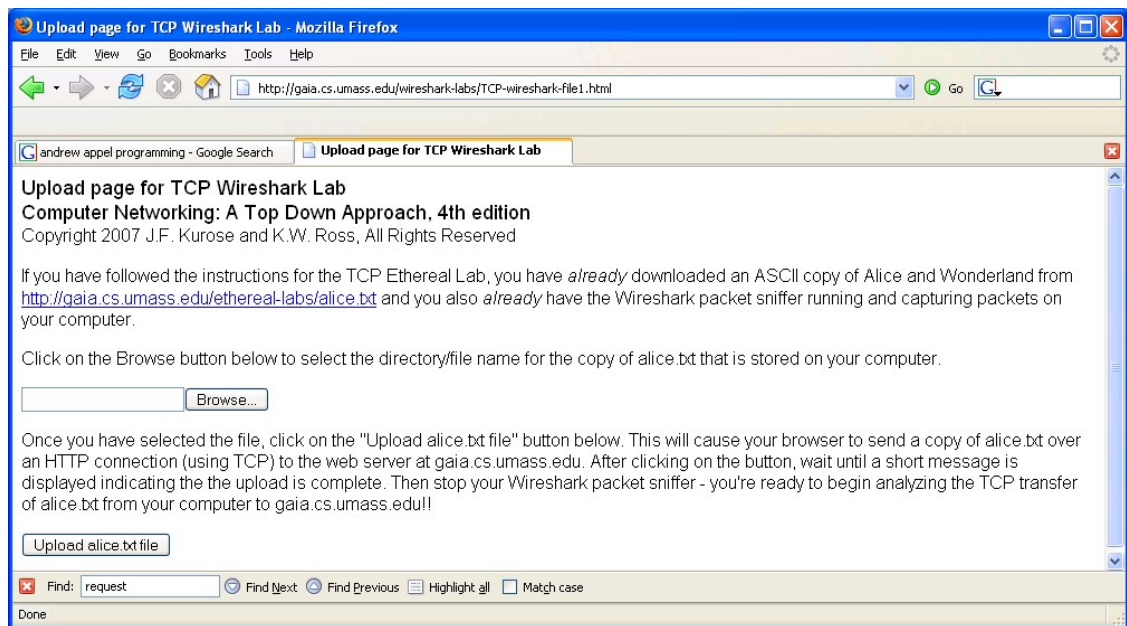 Upload page for TCP Wireshark Lab - Mozilla Firefox
File Edit View Go Bookmarks Tools Help
http://gaia.cs.umass.edu/wireshark-labs/TCP-wireshark-file1.html Go G
G andrew appel programming - Google Search Upload page for TCP Wireshark Lab
Upload page for TCP Wireshark Lab
Computer Networking: A Top Down Approach, 4th edition
Copyright 2007 J.F. Kurose and K.W. Ross, All Rights Reserved
If you have followed the instructions for the TCP Ethereal Lab, you have already downloaded an ASCII copy of Alice and Wonderland from
http://gaia.cs.umass.edu/ethereal-labs/alice.txt and you also already have the Wireshark packet sniffer running and capturing packets on
your computer.
Click on the Browse button below to select the directory/file name for the copy of alice.txt that is stored on your computer.
Browse...
Once you have selected the file, click on the "Upload alice.txt file" button below. This will cause your browser to send a copy of alice.txt over
an HTTP connection (using TCP) to the web server at gaia.cs.umass.edu. After clicking on the button, wait until a short message is
displayed indicating the the upload is complete. Then stop your Wireshark packet sniffer - you're ready to begin analyzing the TCP transfer
of alice.txt from your computer to gaia.cs.umass.edu!!
Upload alice.txt file
Find: request Find Next Find Previous Highlight all Match case
Done